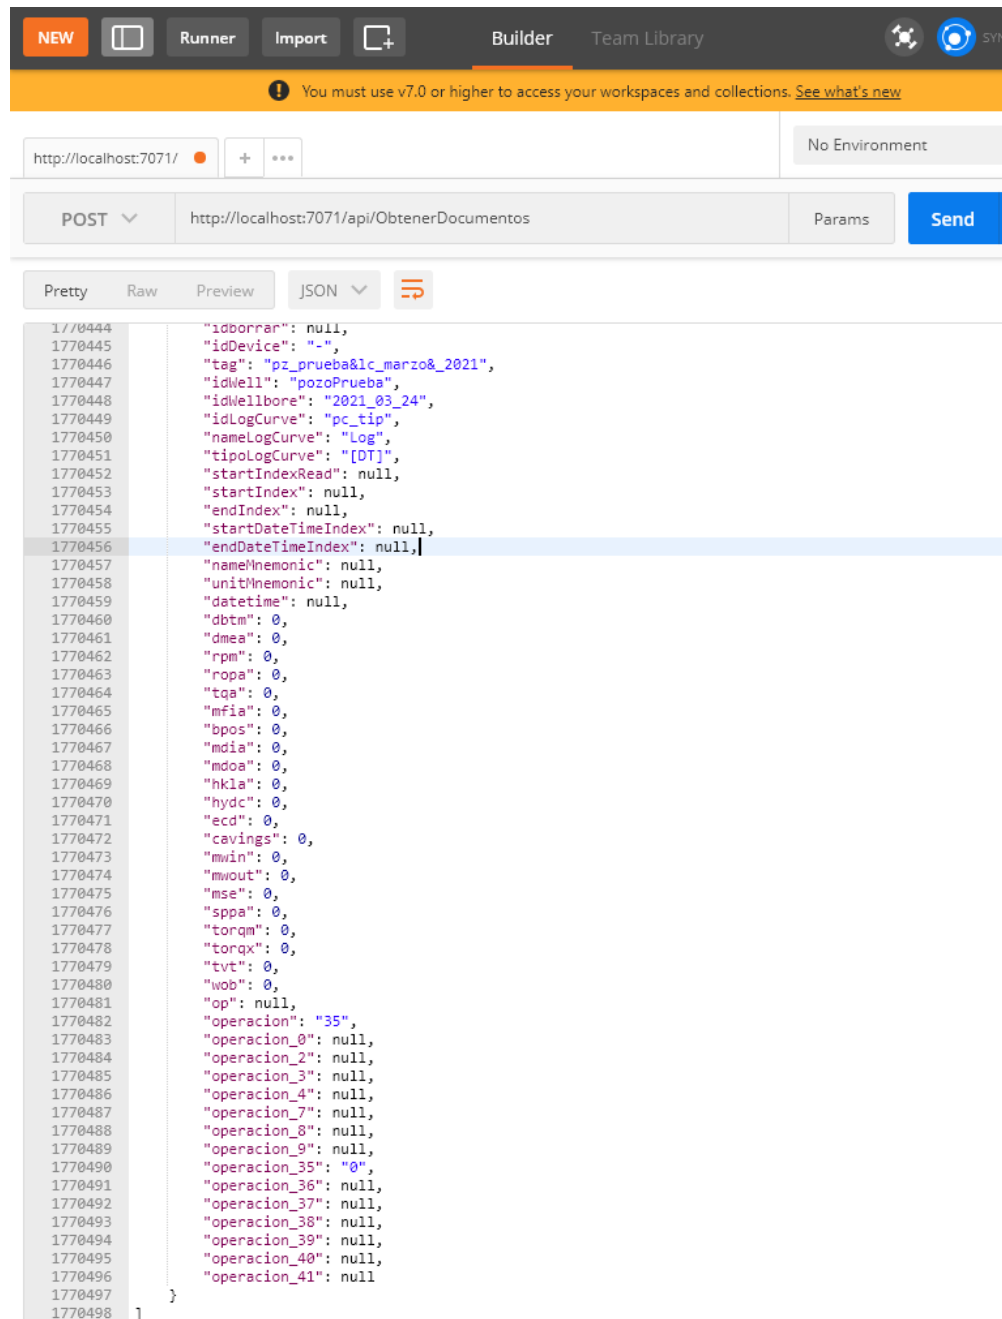 NEW Runner Import Builder Team Library
You must use v7.0 or higher to access your workspaces and collections. See what's new
http://localhost:7071/ + ••• No Environment
POST http://localhost:7071/api/ObtenerDocumentos Params Send
Pretty Raw Preview JSON
1770444 "idborrar": null,
1770445 "idDevice": "-",
1770446 "tag": "pz_prueba&lc_marzo&_2021",
1770447 "idWell": "pozoPrueba",
1770448 "idWellbore": "2021_03_24",
1770449 "idLogCurve": "pc_tip",
1770450 "nameLogCurve": "Log",
1770451 "tipoLogCurve": "[DT]",
1770452 "startIndexRead": null,
1770453 "startIndex": null,
1770454 "endIndex": null,
1770455 "startDateTimeIndex": null,
1770456 "endDateTimeIndex": null,
1770457 "nameMnemonic": null,
1770458 "unitMnemonic": null,
1770459 "datetime": null,
1770460 "dbtm": 0,
1770461 "dmea": 0,
1770462 "rpm": 0,
1770463 "ropa": 0,
1770464 "tqa": 0,
1770465 "mfia": 0,
1770466 "bpos": 0,
1770467 "mdia": 0,
1770468 "mdoa": 0,
1770469 "hkla": 0,
1770470 "hydc": 0,
1770471 "ecd": 0,
1770472 "cavings": 0,
1770473 "mwin": 0,
1770474 "mwout": 0,
1770475 "mse": 0,
1770476 "sppa": 0,
1770477 "torqm": 0,
1770478 "torqx": 0,
1770479 "tvt": 0,
1770480 "wob": 0,
1770481 "op": null,
1770482 "operacion": "35",
1770483 "operacion_0": null,
1770484 "operacion_2": null,
1770485 "operacion_3": null,
1770486 "operacion_4": null,
1770487 "operacion_7": null,
1770488 "operacion_8": null,
1770489 "operacion_9": null,
1770490 "operacion_35": "0",
1770491 "operacion_36": null,
1770492 "operacion_37": null,
1770493 "operacion_38": null,
1770494 "operacion_39": null,
1770495 "operacion_40": null,
1770496 "operacion_41": null
1770497 }
1770498 ]